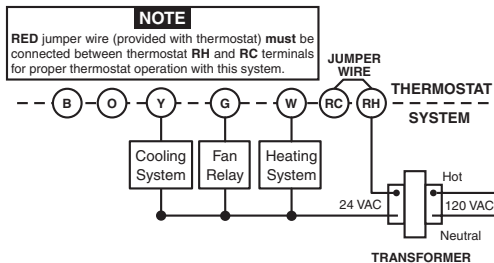 NOTE
RED jumper wire (provided with thermostat) must be
connected between thermostat RH and RC terminals
for proper thermostat operation with this system.
JUMPER
WIRE
THERMOSTAT
B O Y G W RC RH
SYSTEM
Cooling
System
Fan
Relay
Heating
System
Hot
24 VAC
120 VAC
Neutral
TRANSFORMER